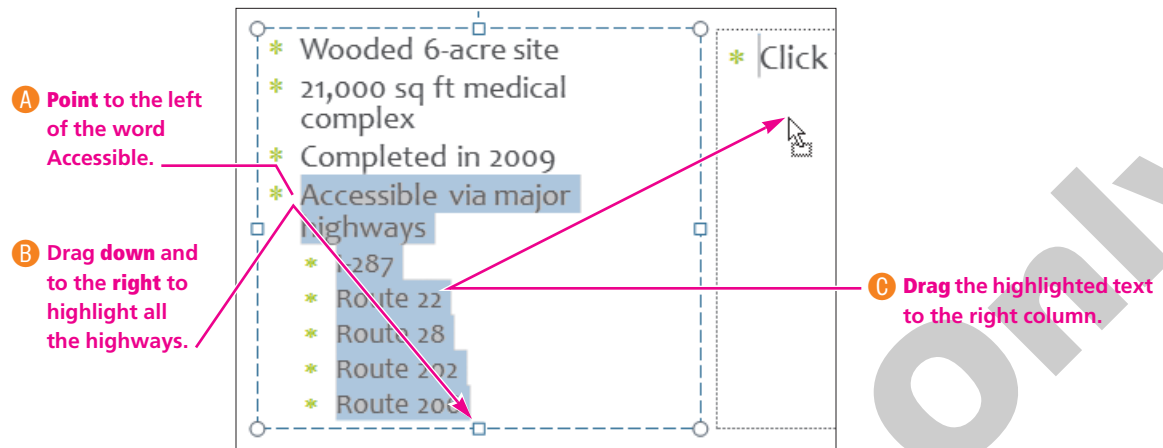 * Wooded 6-acre site
* 21,000 sq ft medical
complex
* Completed in 2009
* Accessible via major
highways
* I-287
* Route 22
* Route 28
* Route 202
* Route 206
* Click
A Point to the left
of the word
Accessible.
B Drag down and
to the right to
highlight all
the highways.
C Drag the highlighted text
to the right column.
only